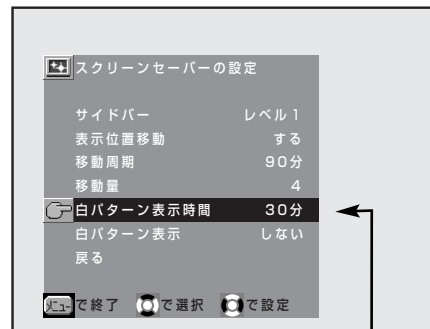 スクリーンセーバーの設定
サイドバー レベル1
表示位置移動 する
移動周期 90分
移動量 4
白パターン表示時間 30分
白パターン表示 しない
戻る
メニューで終了 で選択 で設定